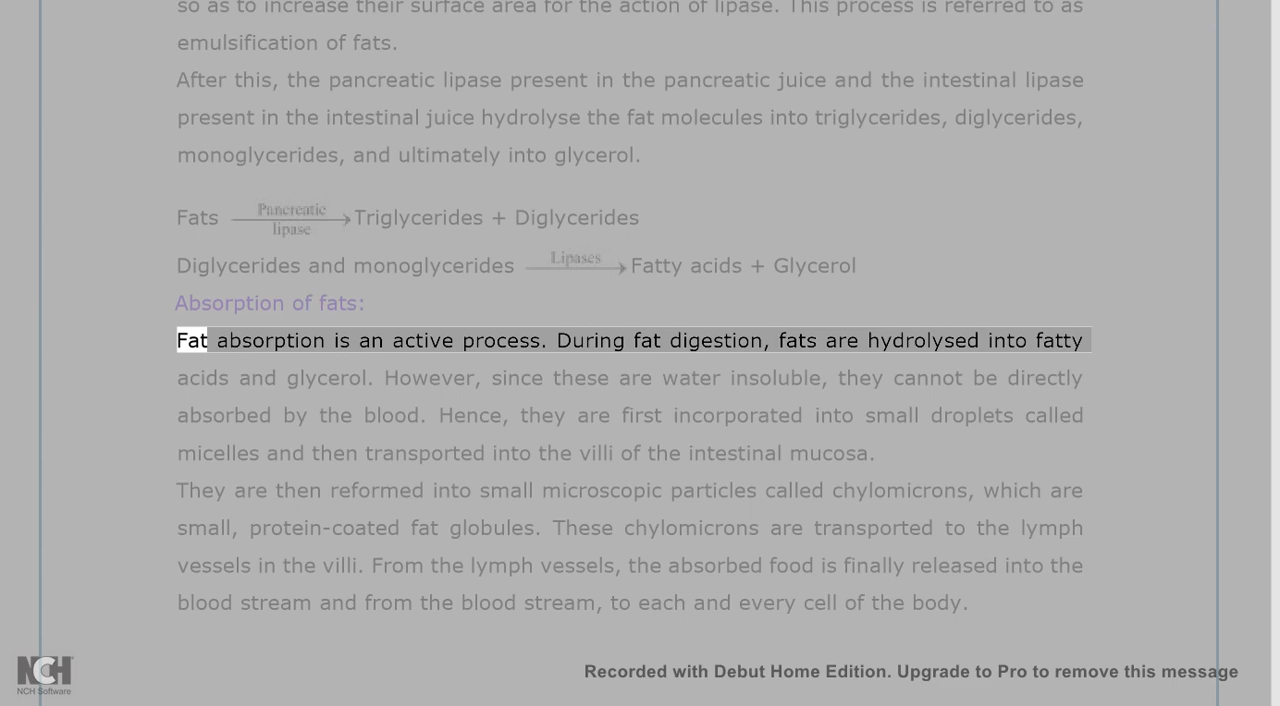 so as to increase their surface area for the action of lipase. This process is referred to as
emulsification of fats.
After this, the pancreatic lipase present in the pancreatic juice and the intestinal lipase
present in the intestinal juice hydrolyse the fat molecules into triglycerides, diglycerides,
monoglycerides, and ultimately into glycerol.
Fats Pancreatic lipase → Triglycerides + Diglycerides
Diglycerides and monoglycerides Lipases → Fatty acids + Glycerol
Absorption of fats:
Fat absorption is an active process. During fat digestion, fats are hydrolysed into fatty
acids and glycerol. However, since these are water insoluble, they cannot be directly
absorbed by the blood. Hence, they are first incorporated into small droplets called
micelles and then transported into the villi of the intestinal mucosa.
They are then reformed into small microscopic particles called chylomicrons, which are
small, protein-coated fat globules. These chylomicrons are transported to the lymph
vessels in the villi. From the lymph vessels, the absorbed food is finally released into the
blood stream and from the blood stream, to each and every cell of the body.
NCH
NCH Software
Recorded with Debut Home Edition. Upgrade to Pro to remove this message